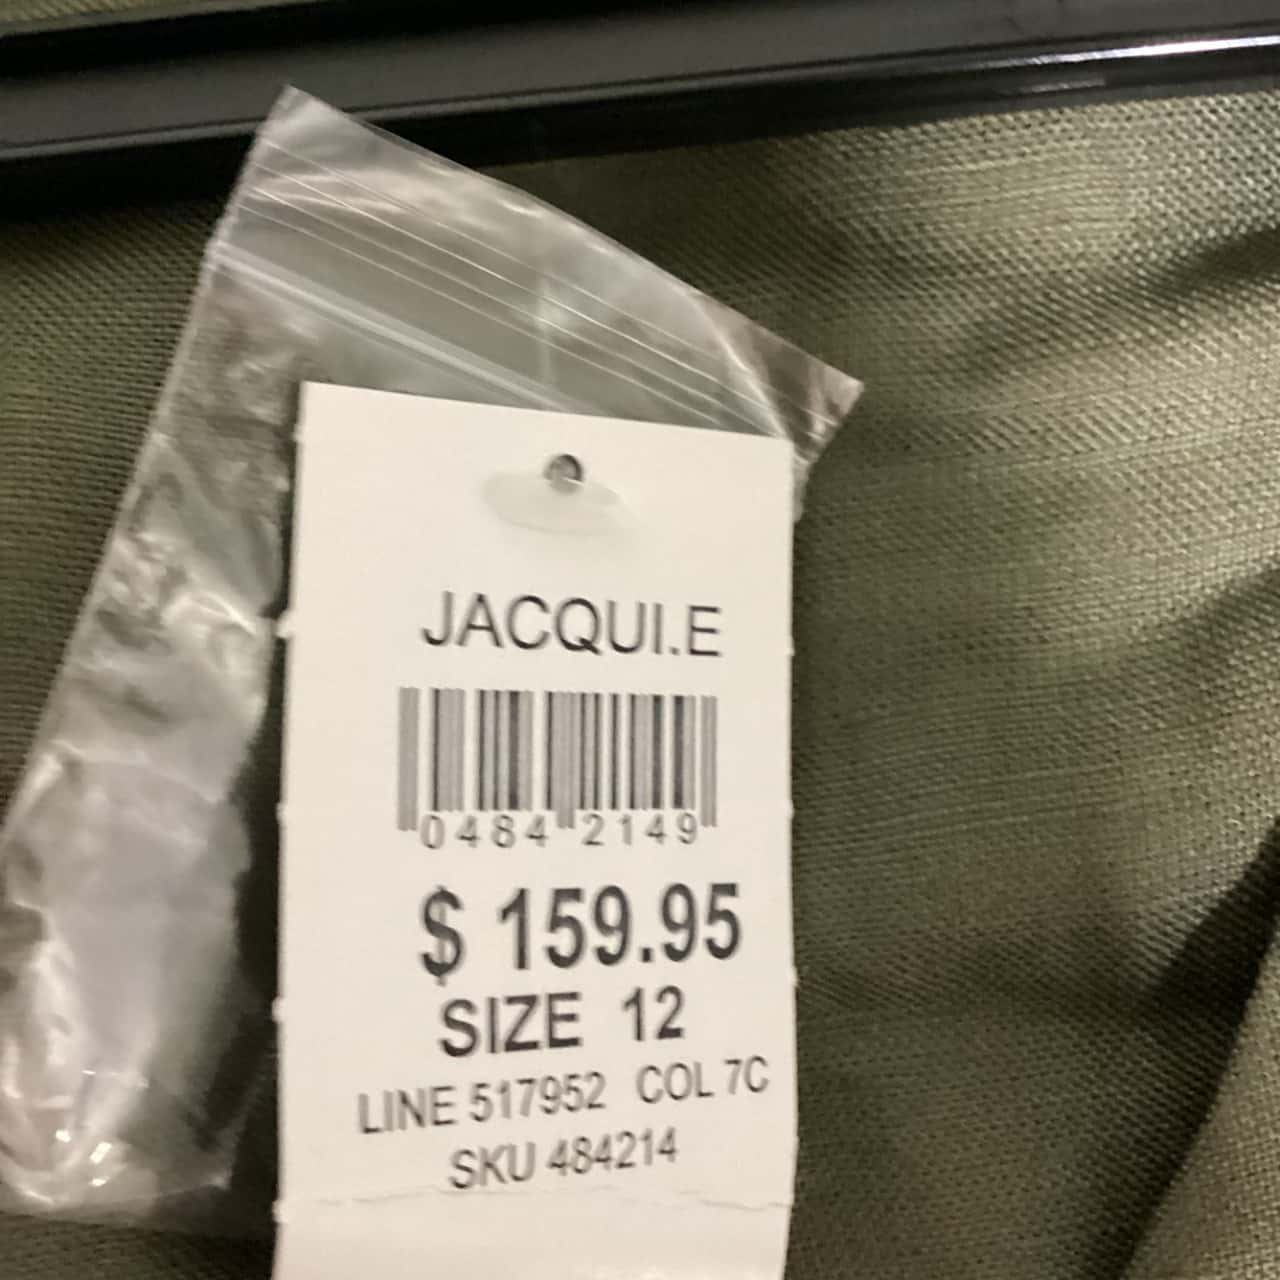 JACQUI.E
0484 2149
$ 159.95
SIZE 12
LINE 517952 COL 7C
SKU 484214